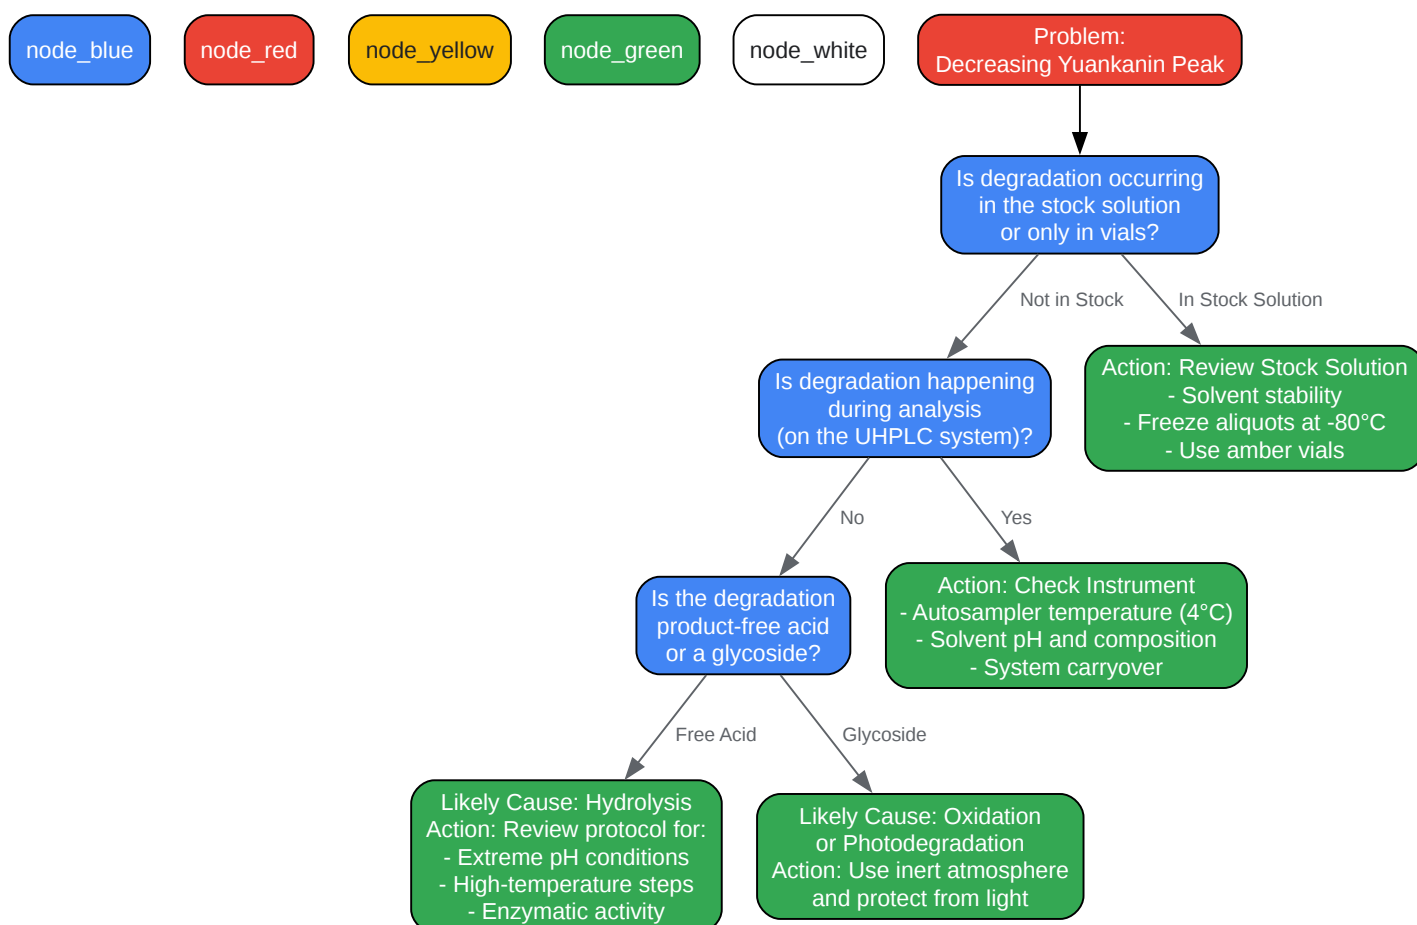 node_blue
node_red
node_yellow
node_green
node_white
Problem:
Decreasing Yuankanin Peak
Is degradation occurring
in the stock solution
or only in vials?
Not in Stock
In Stock Solution
Is degradation happening
during analysis
(on the UHPLC system)?
Action: Review Stock Solution
- Solvent stability
- Freeze aliquots at -80°C
- Use amber vials
No
Yes
Is the degradation
product-free acid
or a glycoside?
Action: Check Instrument
- Autosampler temperature (4°C)
- Solvent pH and composition
- System carryover
Free Acid
Glycoside
Likely Cause: Hydrolysis
Action: Review protocol for:
- Extreme pH conditions
- High-temperature steps
- Enzymatic activity
Likely Cause: Oxidation
or Photodegradation
Action: Use inert atmosphere
and protect from light